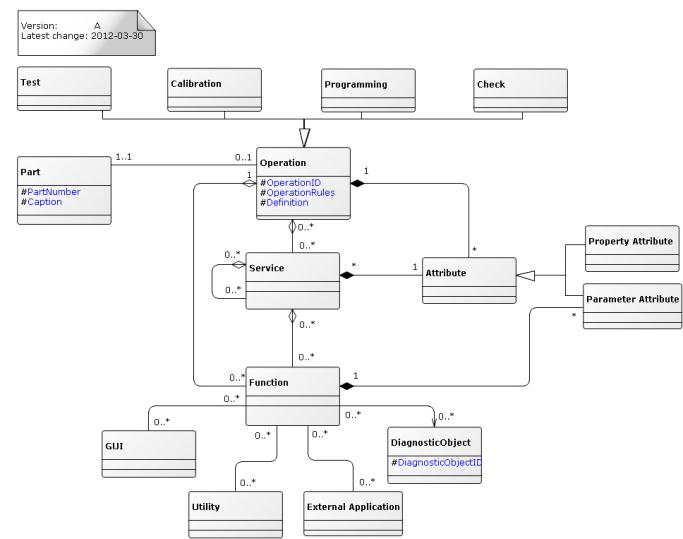 Version: A
Latest change: 2012-03-30
Test
Calibration
Programming
Check
Part
#PartNumber
#Caption
1..1
0..1
Operation
#OperationID
#OperationRules
#Definition
1
1
0..*
0..*
*
Service
0..*
0..*
*
1
Attribute
Property Attribute
Parameter Attribute
*
0..*
0..*
Function
0..*
1
0..*
0..*
0..*
0..*
0..*
0..*
GUI
DiagnosticObject
#DiagnosticObjectID
0..*
0..*
Utility
External Application